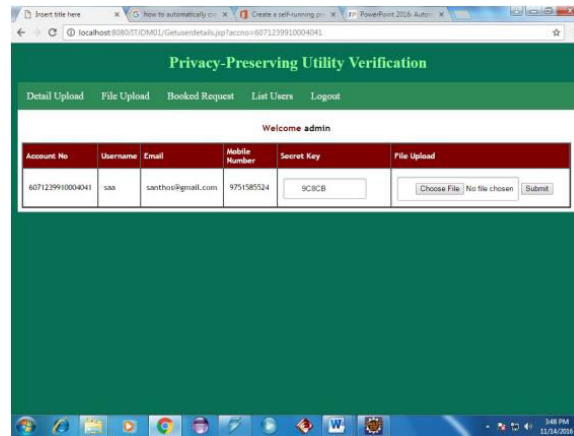 Insert title here
how to automatically co
Create a self-running pr
PowerPoint 2016: Autom
localhost:8080/ITJDM01/Getuserdetails.jsp?accno=6071239910004041
Privacy-Preserving Utility Verification
Detail Upload File Upload Booked Request List Users Logout
Welcome admin
Account No Username Email Mobile Number Secret Key File Upload
6071239910004041 saa santhos@gmail.com 9751585524 9C8CB Choose File No file chosen Submit
3:48 PM
11/14/2016